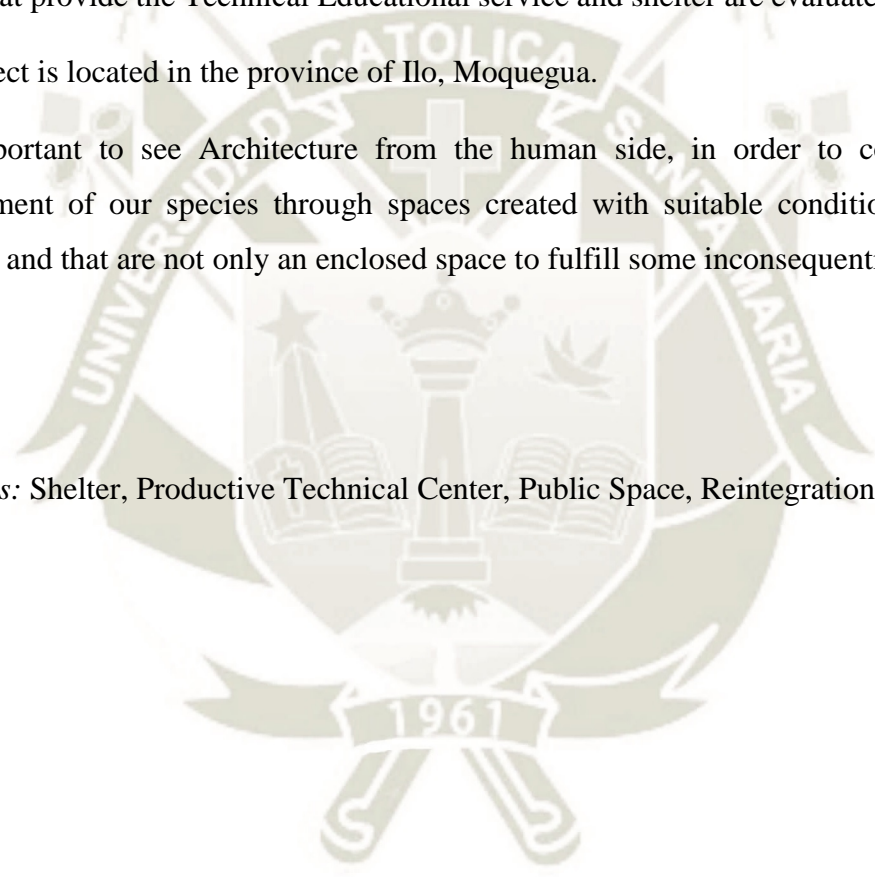 at provide the Technical Educational service and shelter are evaluate
ect is located in the province of Ilo, Moquegua.
portant to see Architecture from the human side, in order to co
ment of our species through spaces created with suitable conditio
and that are not only an enclosed space to fulfill some inconsequenti
s: Shelter, Productive Technical Center, Public Space, Reintegration
UNIVERSIDAD CATOLICA SANTA MARIA
1961